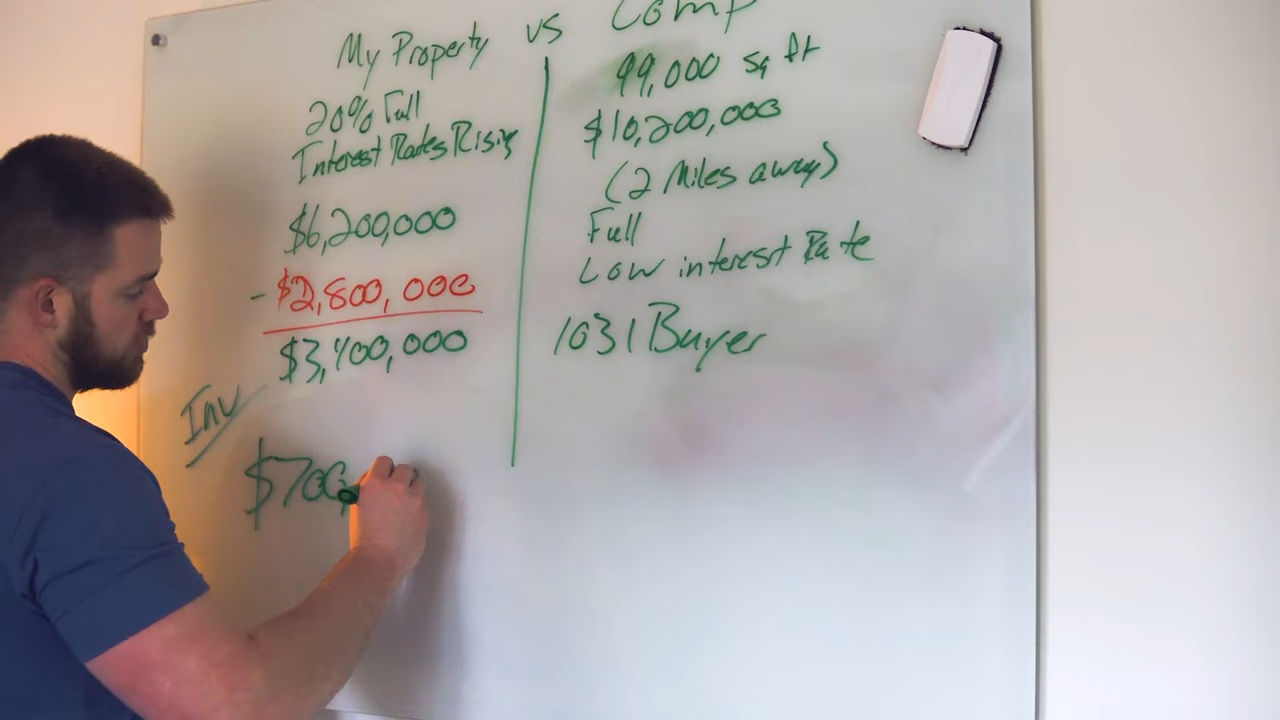 My Property vs Comp
20% Full
Interest Rates Rising
$6,200,000
- $2,800,000
$3,400,000
Inv
$700,
99,000 sq ft
$10,200,000
(2 Miles away)
Full
Low interest Rate
1031 Buyer